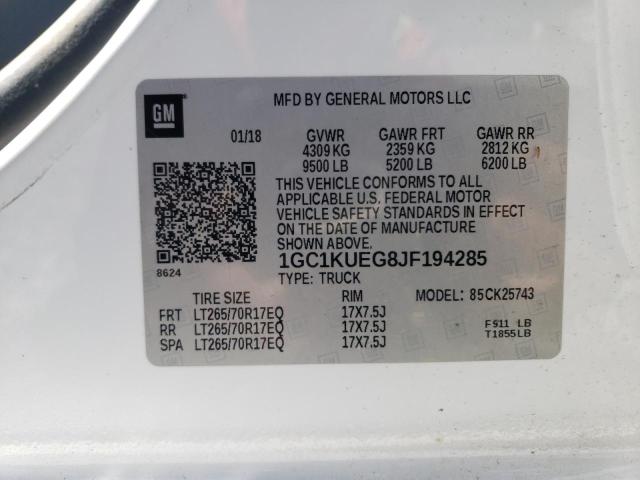 GM
MFD BY GENERAL MOTORS LLC
01/18 GVWR GAWR FRT GAWR RR
4309 KG 2359 KG 2812 KG
9500 LB 5200 LB 6200 LB
THIS VEHICLE CONFORMS TO ALL
APPLICABLE U.S. FEDERAL MOTOR
VEHICLE SAFETY STANDARDS IN EFFECT
ON THE DATE OF MANUFACTURE
SHOWN ABOVE.
8624 1GC1KUEG8JF194285
TYPE: TRUCK MODEL: 85CK25743
TIRE SIZE RIM
FRT LT265/70R17EQ 17X7.5J
RR LT265/70R17EQ 17X7.5J
SPA LT265/70R17EQ 17X7.5J
F911 LB
T1855LB